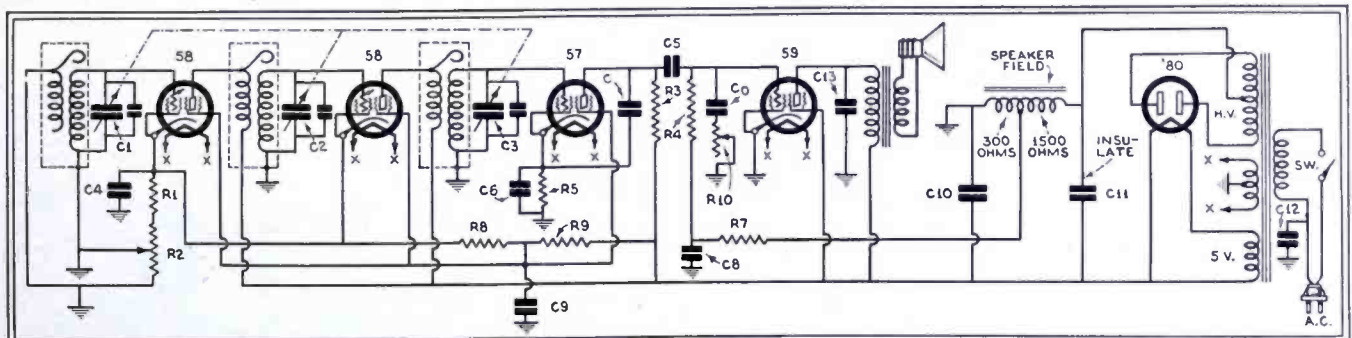 58
58
57
59
'80
C1
C2
C3
C
C5
R3
R4
C0
C13
SPEAKER
FIELD
300
OHMS
1500
OHMS
INSU-
LATE
H.V.
SW.
X X
X X
X X
X X
X
X
C4
R1
R2
C6
R5
R8
R9
R10
R7
C8
C9
C10
C11
C12
5 V.
A.C.